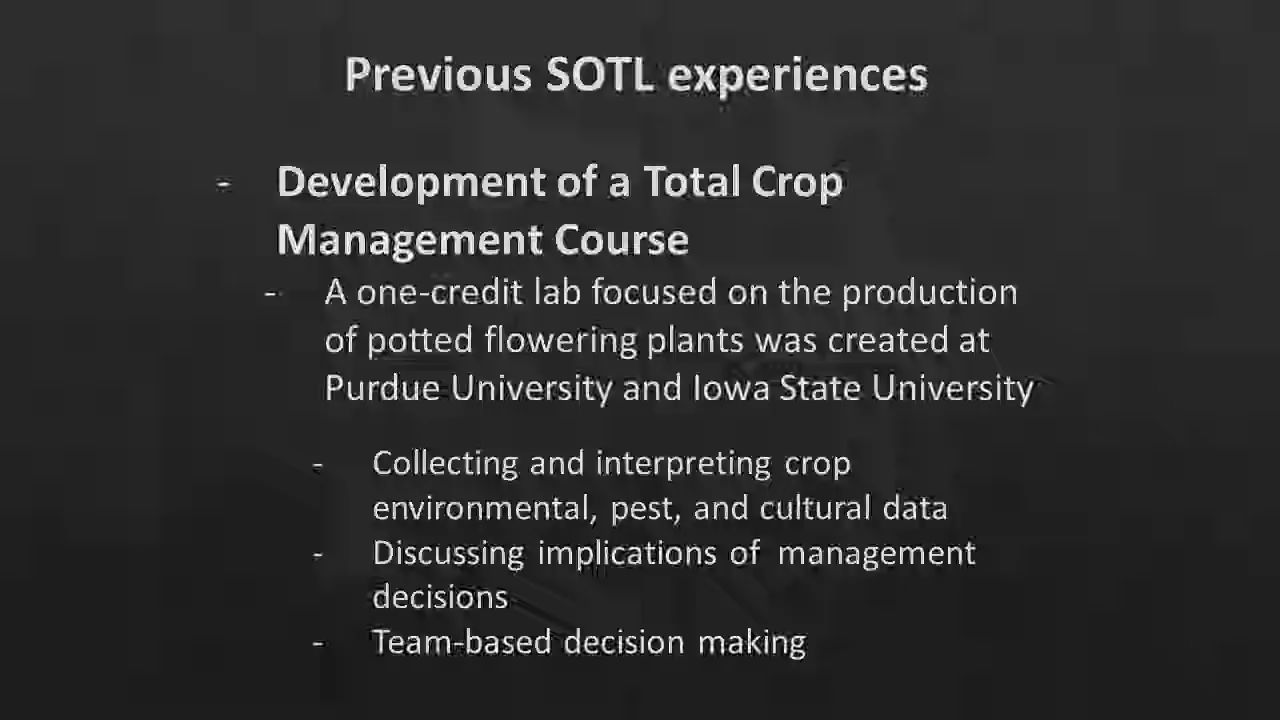 Previous SOTL experiences
- Development of a Total Crop
Management Course
- A one-credit lab focused on the production
of potted flowering plants was created at
Purdue University and Iowa State University
- Collecting and interpreting crop
environmental, pest, and cultural data
- Discussing implications of management
decisions
- Team-based decision making